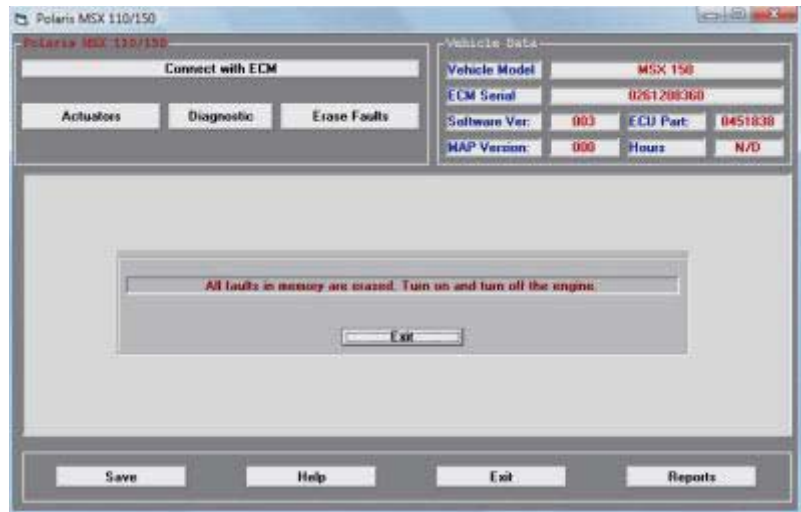 Polaris MSX 110/150
Polaris MSX 110/150
Connect with ECM
Actuators Diagnostic Erase Faults
Vehicle Data
Vehicle Model MSX 150
ECM Serial 0261208360
Software Ver: 003 ECU Part: 0451838
MAP Version: 000 Hours N/D
All faults in memory are erased. Turn on and turn off the engine.
Exit
Save Help Exit Reports